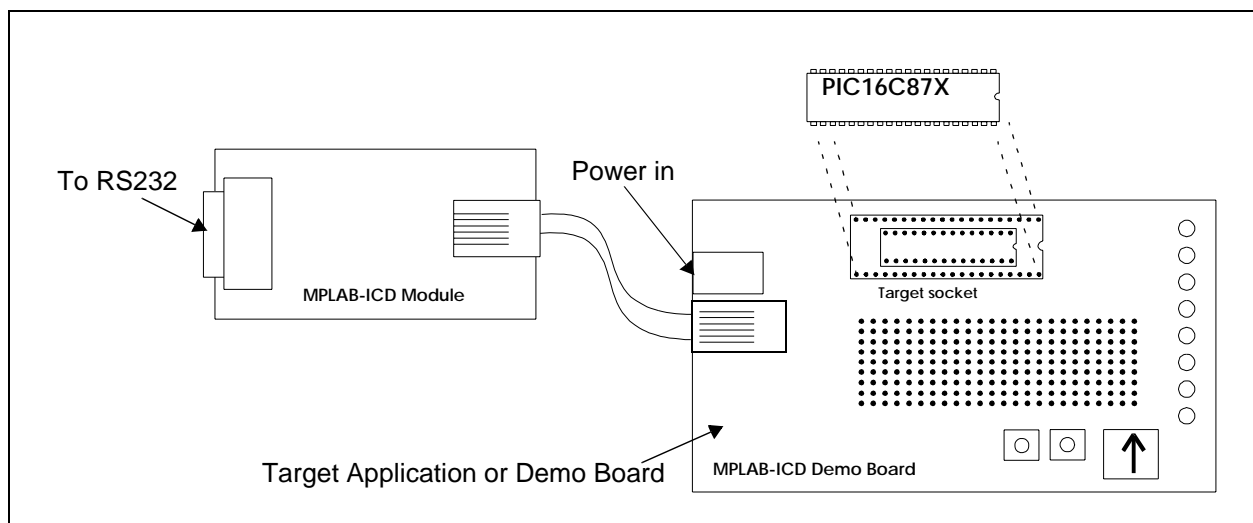 PIC16C87X
To RS232
Power in
Target socket
MPLAB-ICD Module
Target Application or Demo Board
MPLAB-ICD Demo Board